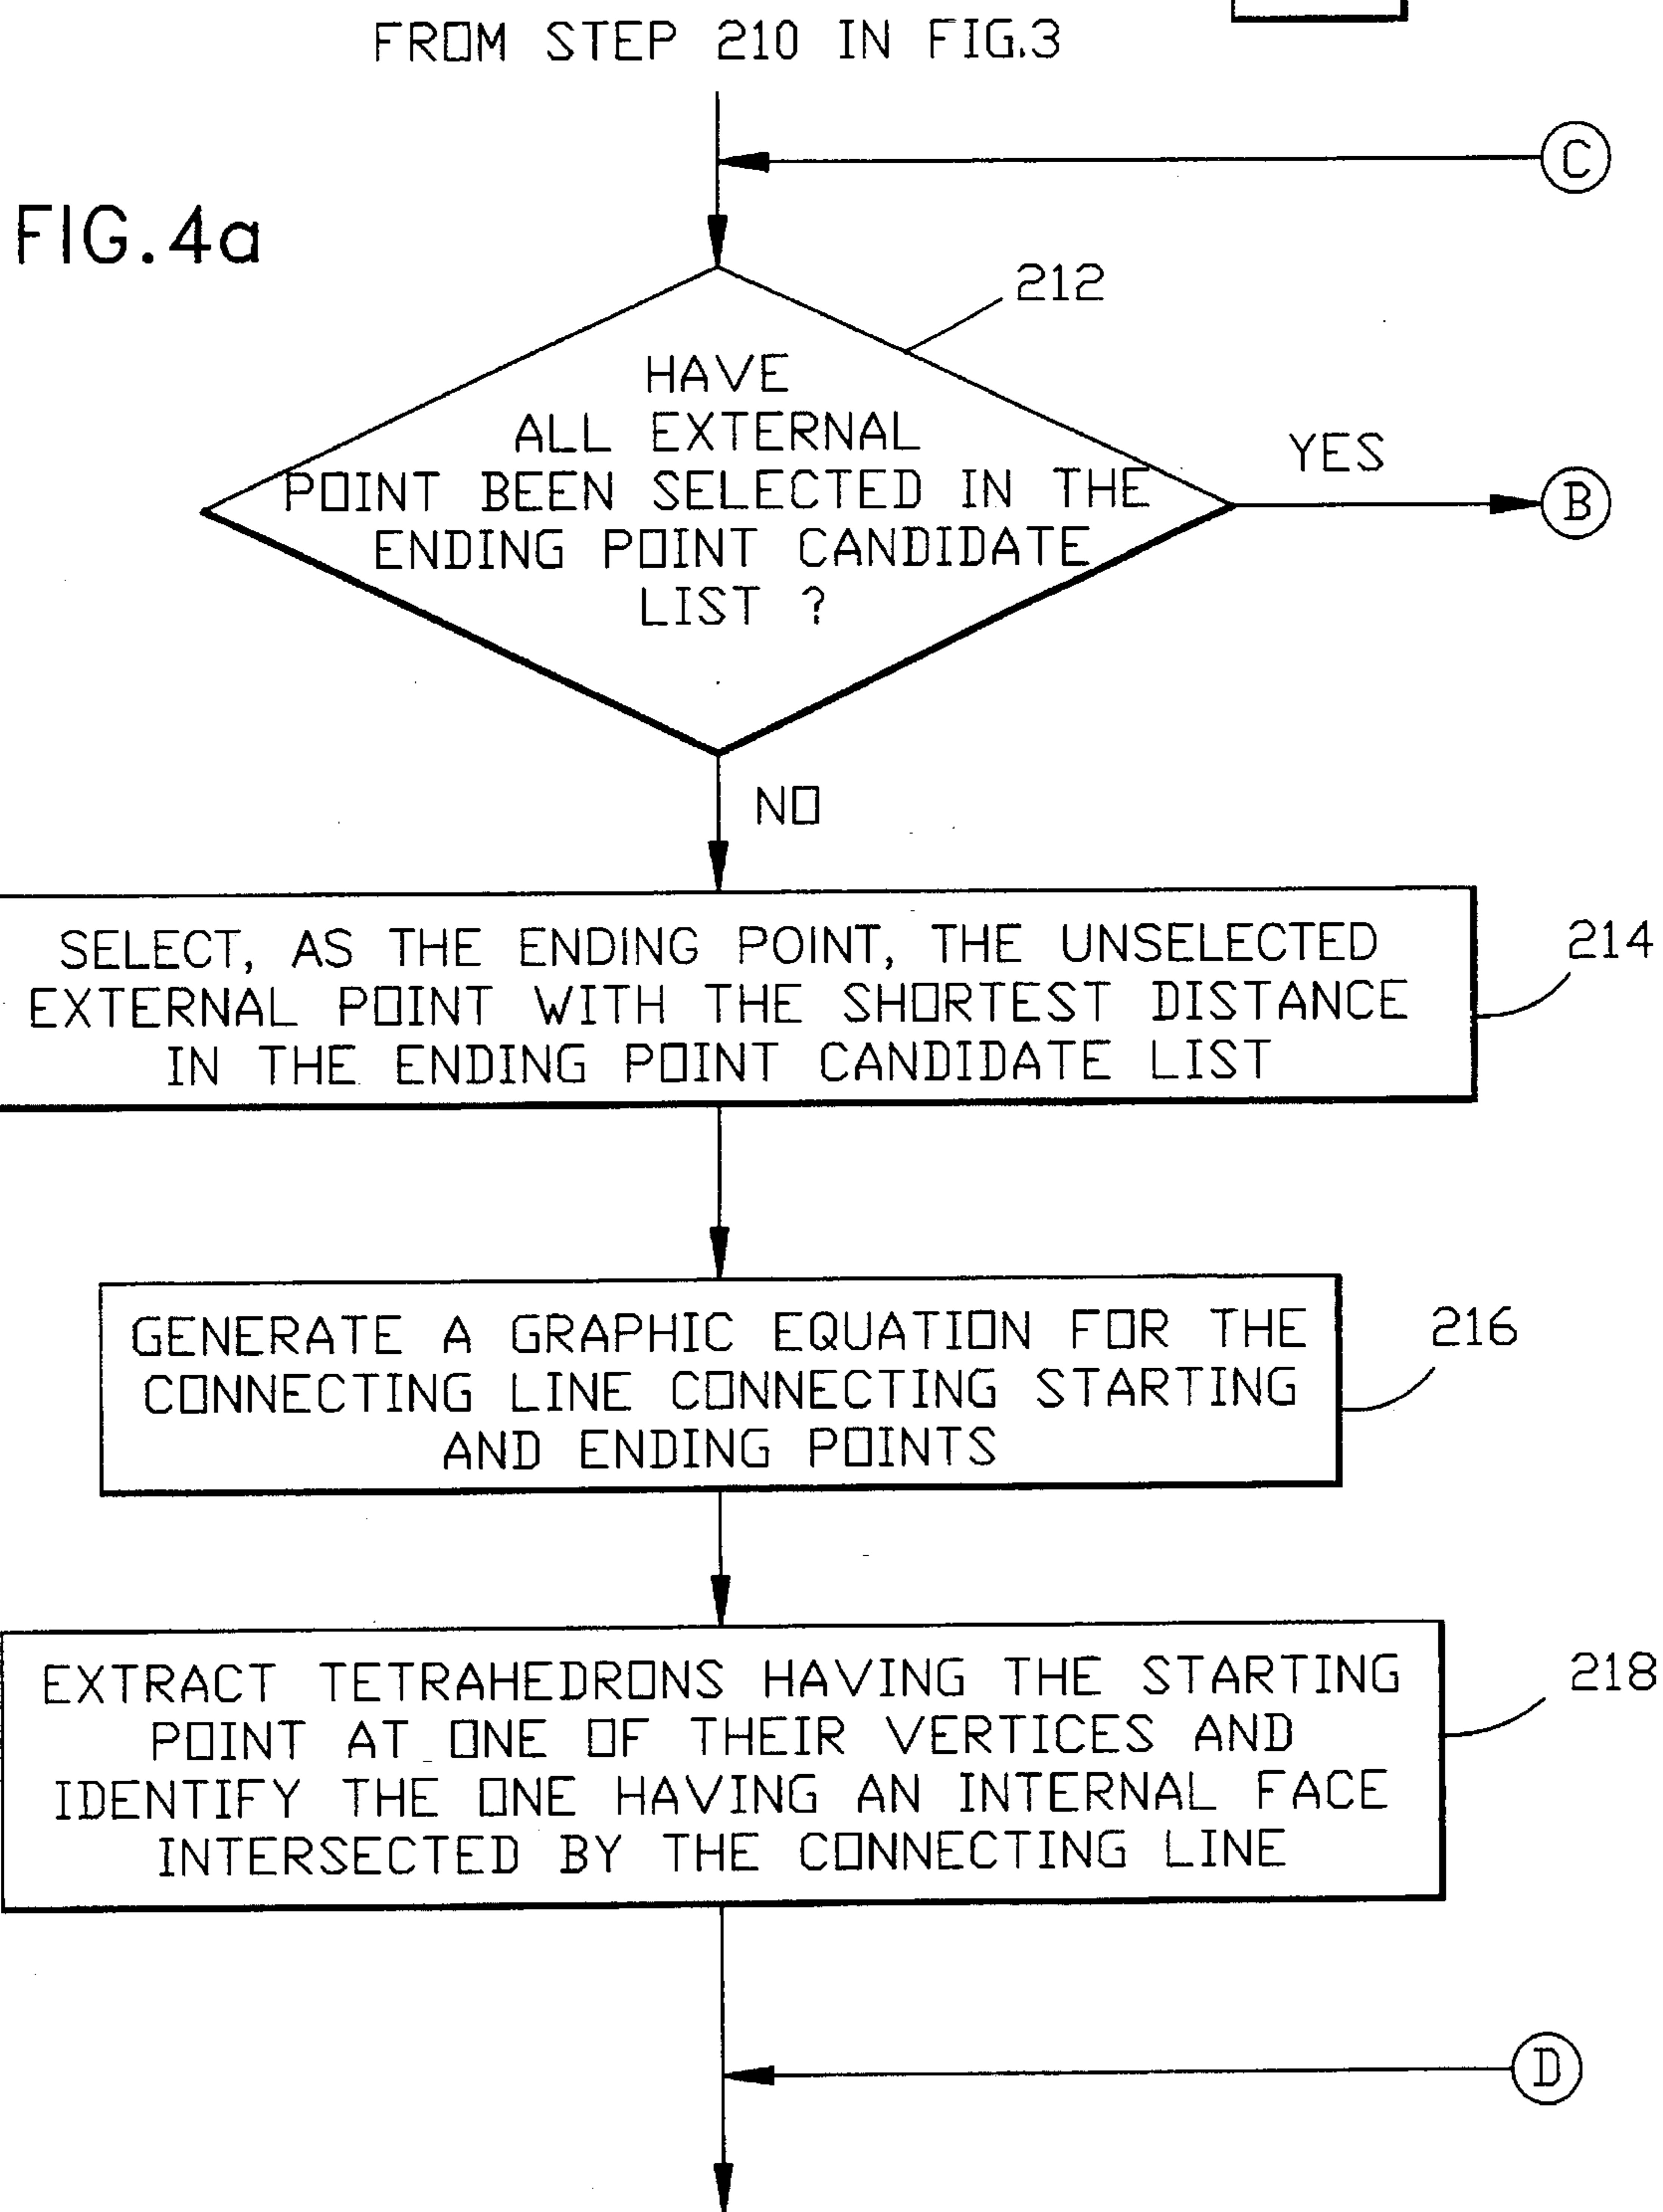 FROM STEP 210 IN FIG.3
C
FIG.4a
212
HAVE
ALL EXTERNAL
POINT BEEN SELECTED IN THE
ENDING POINT CANDIDATE
LIST ?
YES
B
NO
SELECT, AS THE ENDING POINT, THE UNSELECTED
EXTERNAL POINT WITH THE SHORTEST DISTANCE
IN THE ENDING POINT CANDIDATE LIST
214
GENERATE A GRAPHIC EQUATION FOR THE
CONNECTING LINE CONNECTING STARTING
AND ENDING POINTS
216
EXTRACT TETRAHEDRONS HAVING THE STARTING
POINT AT ONE OF THEIR VERTICES AND
IDENTIFY THE ONE HAVING AN INTERNAL FACE
INTERSECTED BY THE CONNECTING LINE
218
D